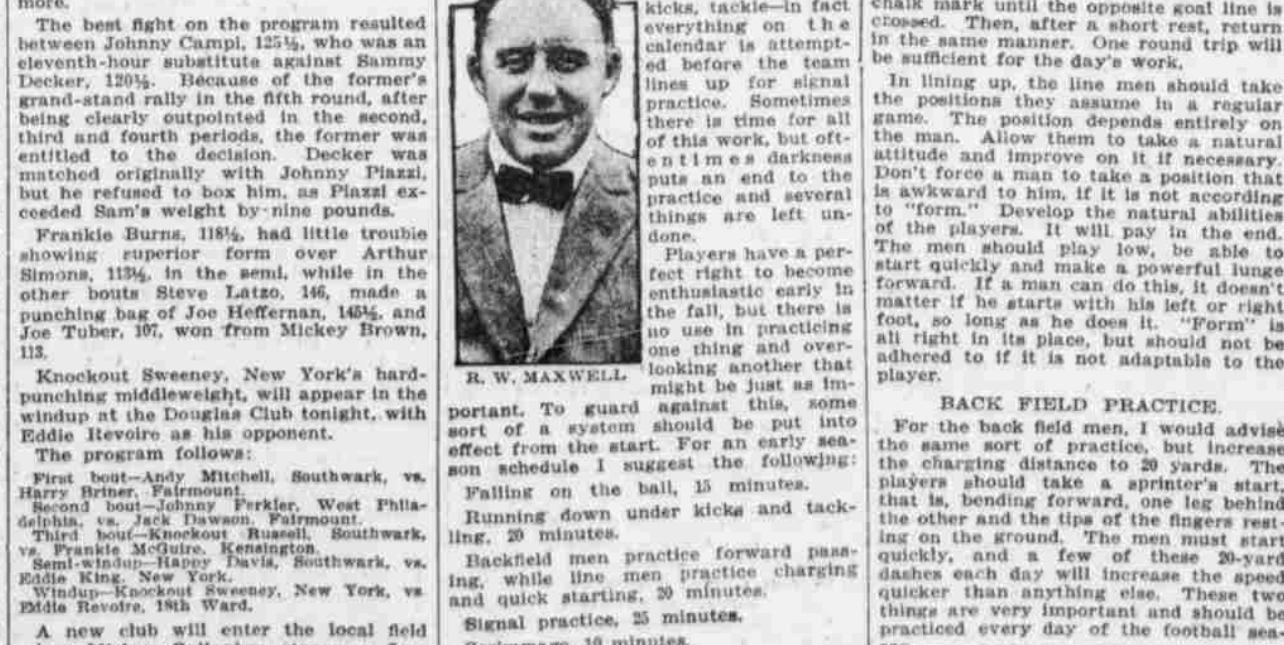 more.
The best fight on the program resulted
between Johnny Campi, 125½, who was an
eleventh-hour substitute against Sammy
Decker, 120½. Because of the former's
grand-stand rally in the fifth round, after
being clearly outpointed in the second,
third and fourth periods, the former was
entitled to the decision. Decker was
matched originally with Johnny Piazzi,
but he refused to box him, as Piazzi ex-
ceeded Sam's weight by nine pounds.
Frankie Burns, 118½, had little trouble
showing superior form over Arthur
Simons, 113½, in the semi, while in the
other bouts Steve Latzo, 146, made a
punching bag of Joe Heffernan, 145½, and
Joe Tuber, 107, won from Mickey Brown,
113.
Knockout Sweeney, New York's hard-
punching middleweight, will appear in the
windup at the Douglas Club tonight, with
Eddie Revoire as his opponent.
The program follows:
First bout—Andy Mitchell, Southwark, vs.
Harry Briner, Fairmount.
Second bout—Johnny Ferkler, West Phila-
delphia, vs. Jack Dawson, Fairmount.
Third bout—Knockout Russell, Southwark,
vs. Frankie McGuire, Kensington.
Semi-windup—Happy Davis, Southwark, vs.
Eddie King, New York.
Windup—Knockout Sweeney, New York, vs
Eddie Revoire, 18th Ward.
A new club will enter the local field
kicks, tackle—in fact
everything on the
calendar is attempt-
ed before the team
lines up for signal
practice. Sometimes
there is time for all
of this work, but oft-
entimes darkness
puts an end to the
practice and several
things are left un-
done.
Players have a per-
fect right to become
enthusiastic early in
the fall, but there is
no use in practicing
one thing and over-
looking another that
might be just as im-
R. W. MAXWELL
portant. To guard against this, some
sort of a system should be put into
effect from the start. For an early sea-
son schedule I suggest the following:
Falling on the ball, 15 minutes.
Running down under kicks and tack-
ling, 20 minutes.
Backfield men practice forward pass-
ing, while line men practice charging
and quick starting, 20 minutes.
Signal practice, 25 minutes.
Scrimmage, 10 minutes.
chalk mark until the opposite goal line is
crossed. Then, after a short rest, return
in the same manner. One round trip will
be sufficient for the day's work.
In lining up, the line men should take
the positions they assume in a regular
game. The position depends entirely on
the man. Allow them to take a natural
attitude and improve on it if necessary.
Don't force a man to take a position that
is awkward to him, if it is not according
to "form." Develop the natural abilities
of the players. It will pay in the end.
The men should play low, be able to
start quickly and make a powerful lunge
forward. If a man can do this, it doesn't
matter if he starts with his left or right
foot, so long as he does it. "Form" is
all right in its place, but should not be
adhered to if it is not adaptable to the
player.
BACK FIELD PRACTICE.
For the back field men, I would advise
the same sort of practice, but increase
the charging distance to 20 yards. The
players should take a sprinter's start,
that is, bending forward, one leg behind
the other and the tips of the fingers rest-
ing on the ground. The men must start
quickly, and a few of these 20-yard
dashes each day will increase the speed
quicker than anything else. These two
things are very important and should be
practiced every day of the football sea-